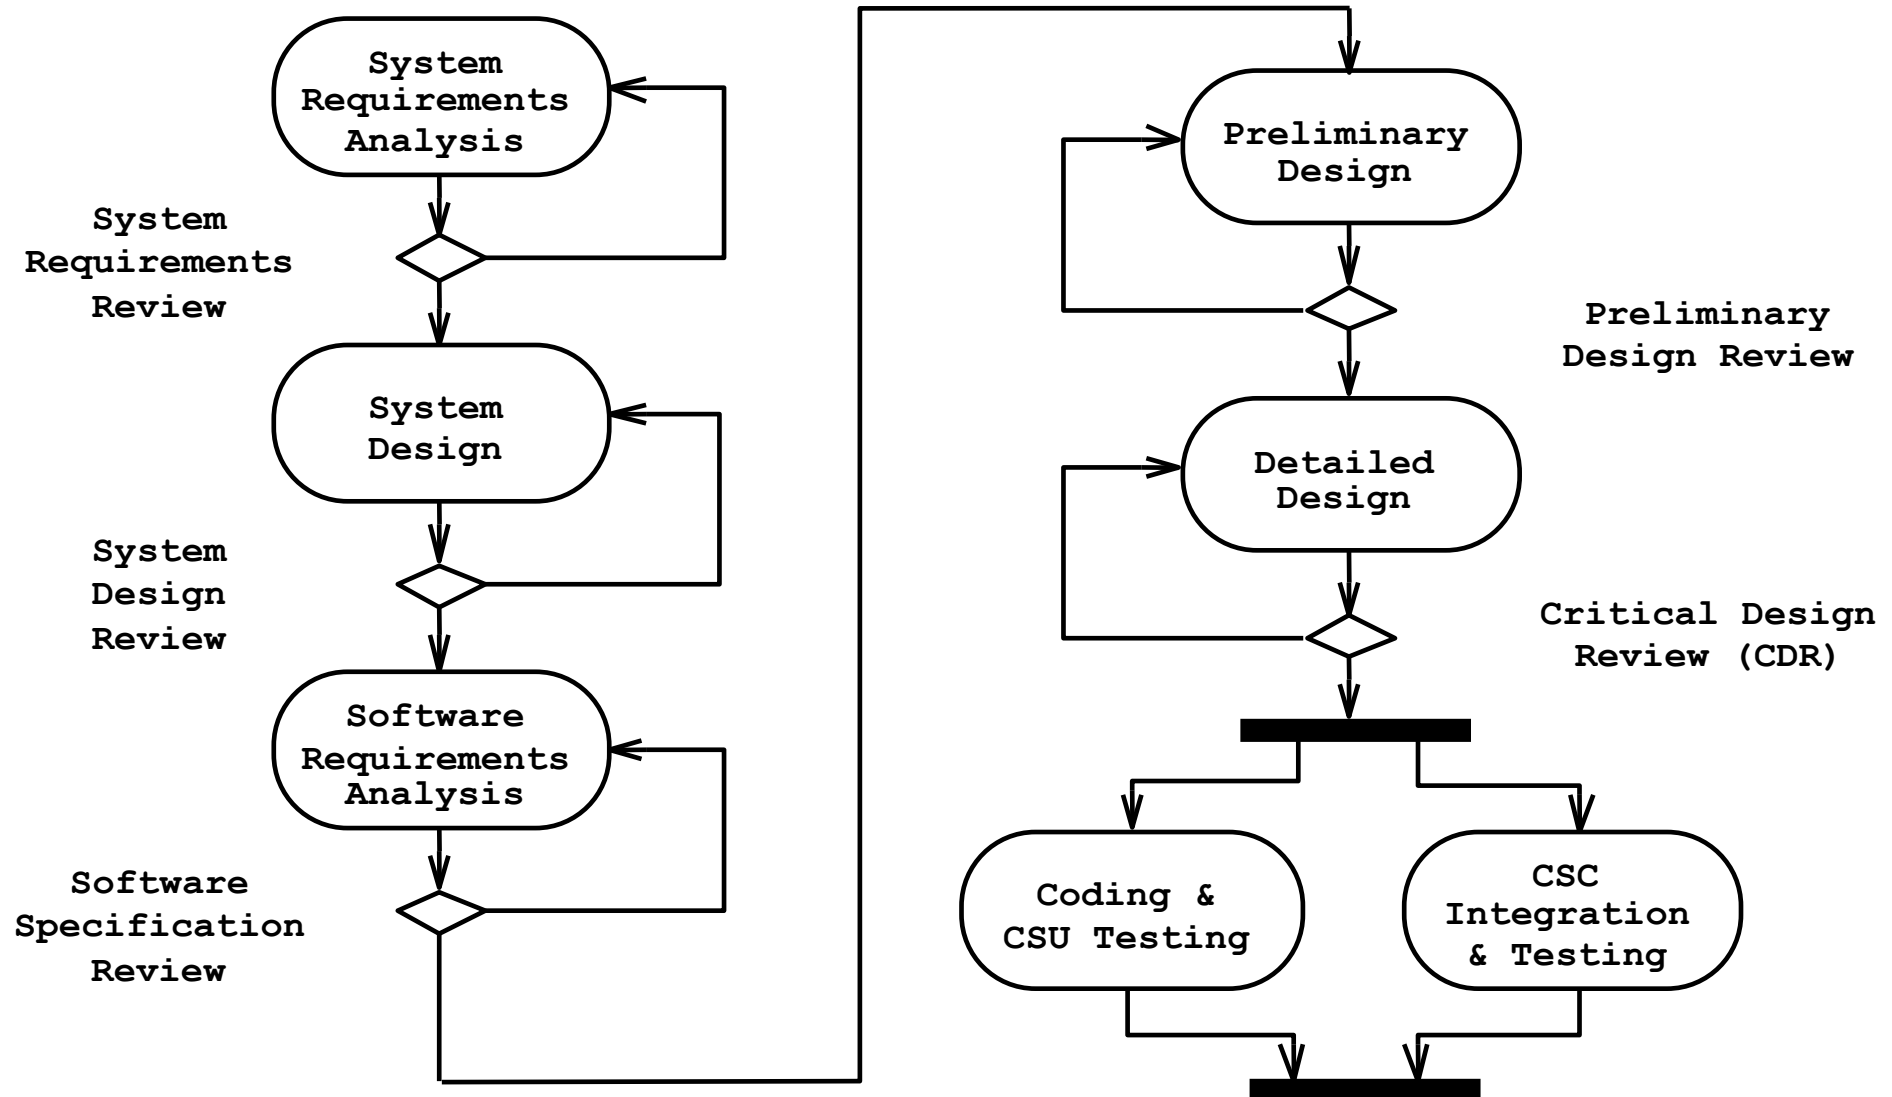 System
Requirements
Analysis
System
Requirements
Review
System
Design
System
Design
Review
Software
Requirements
Analysis
Software
Specification
Review
Preliminary
Design
Preliminary
Design Review
Detailed
Design
Critical Design
Review (CDR)
Coding &
CSU Testing
CSC
Integration
& Testing